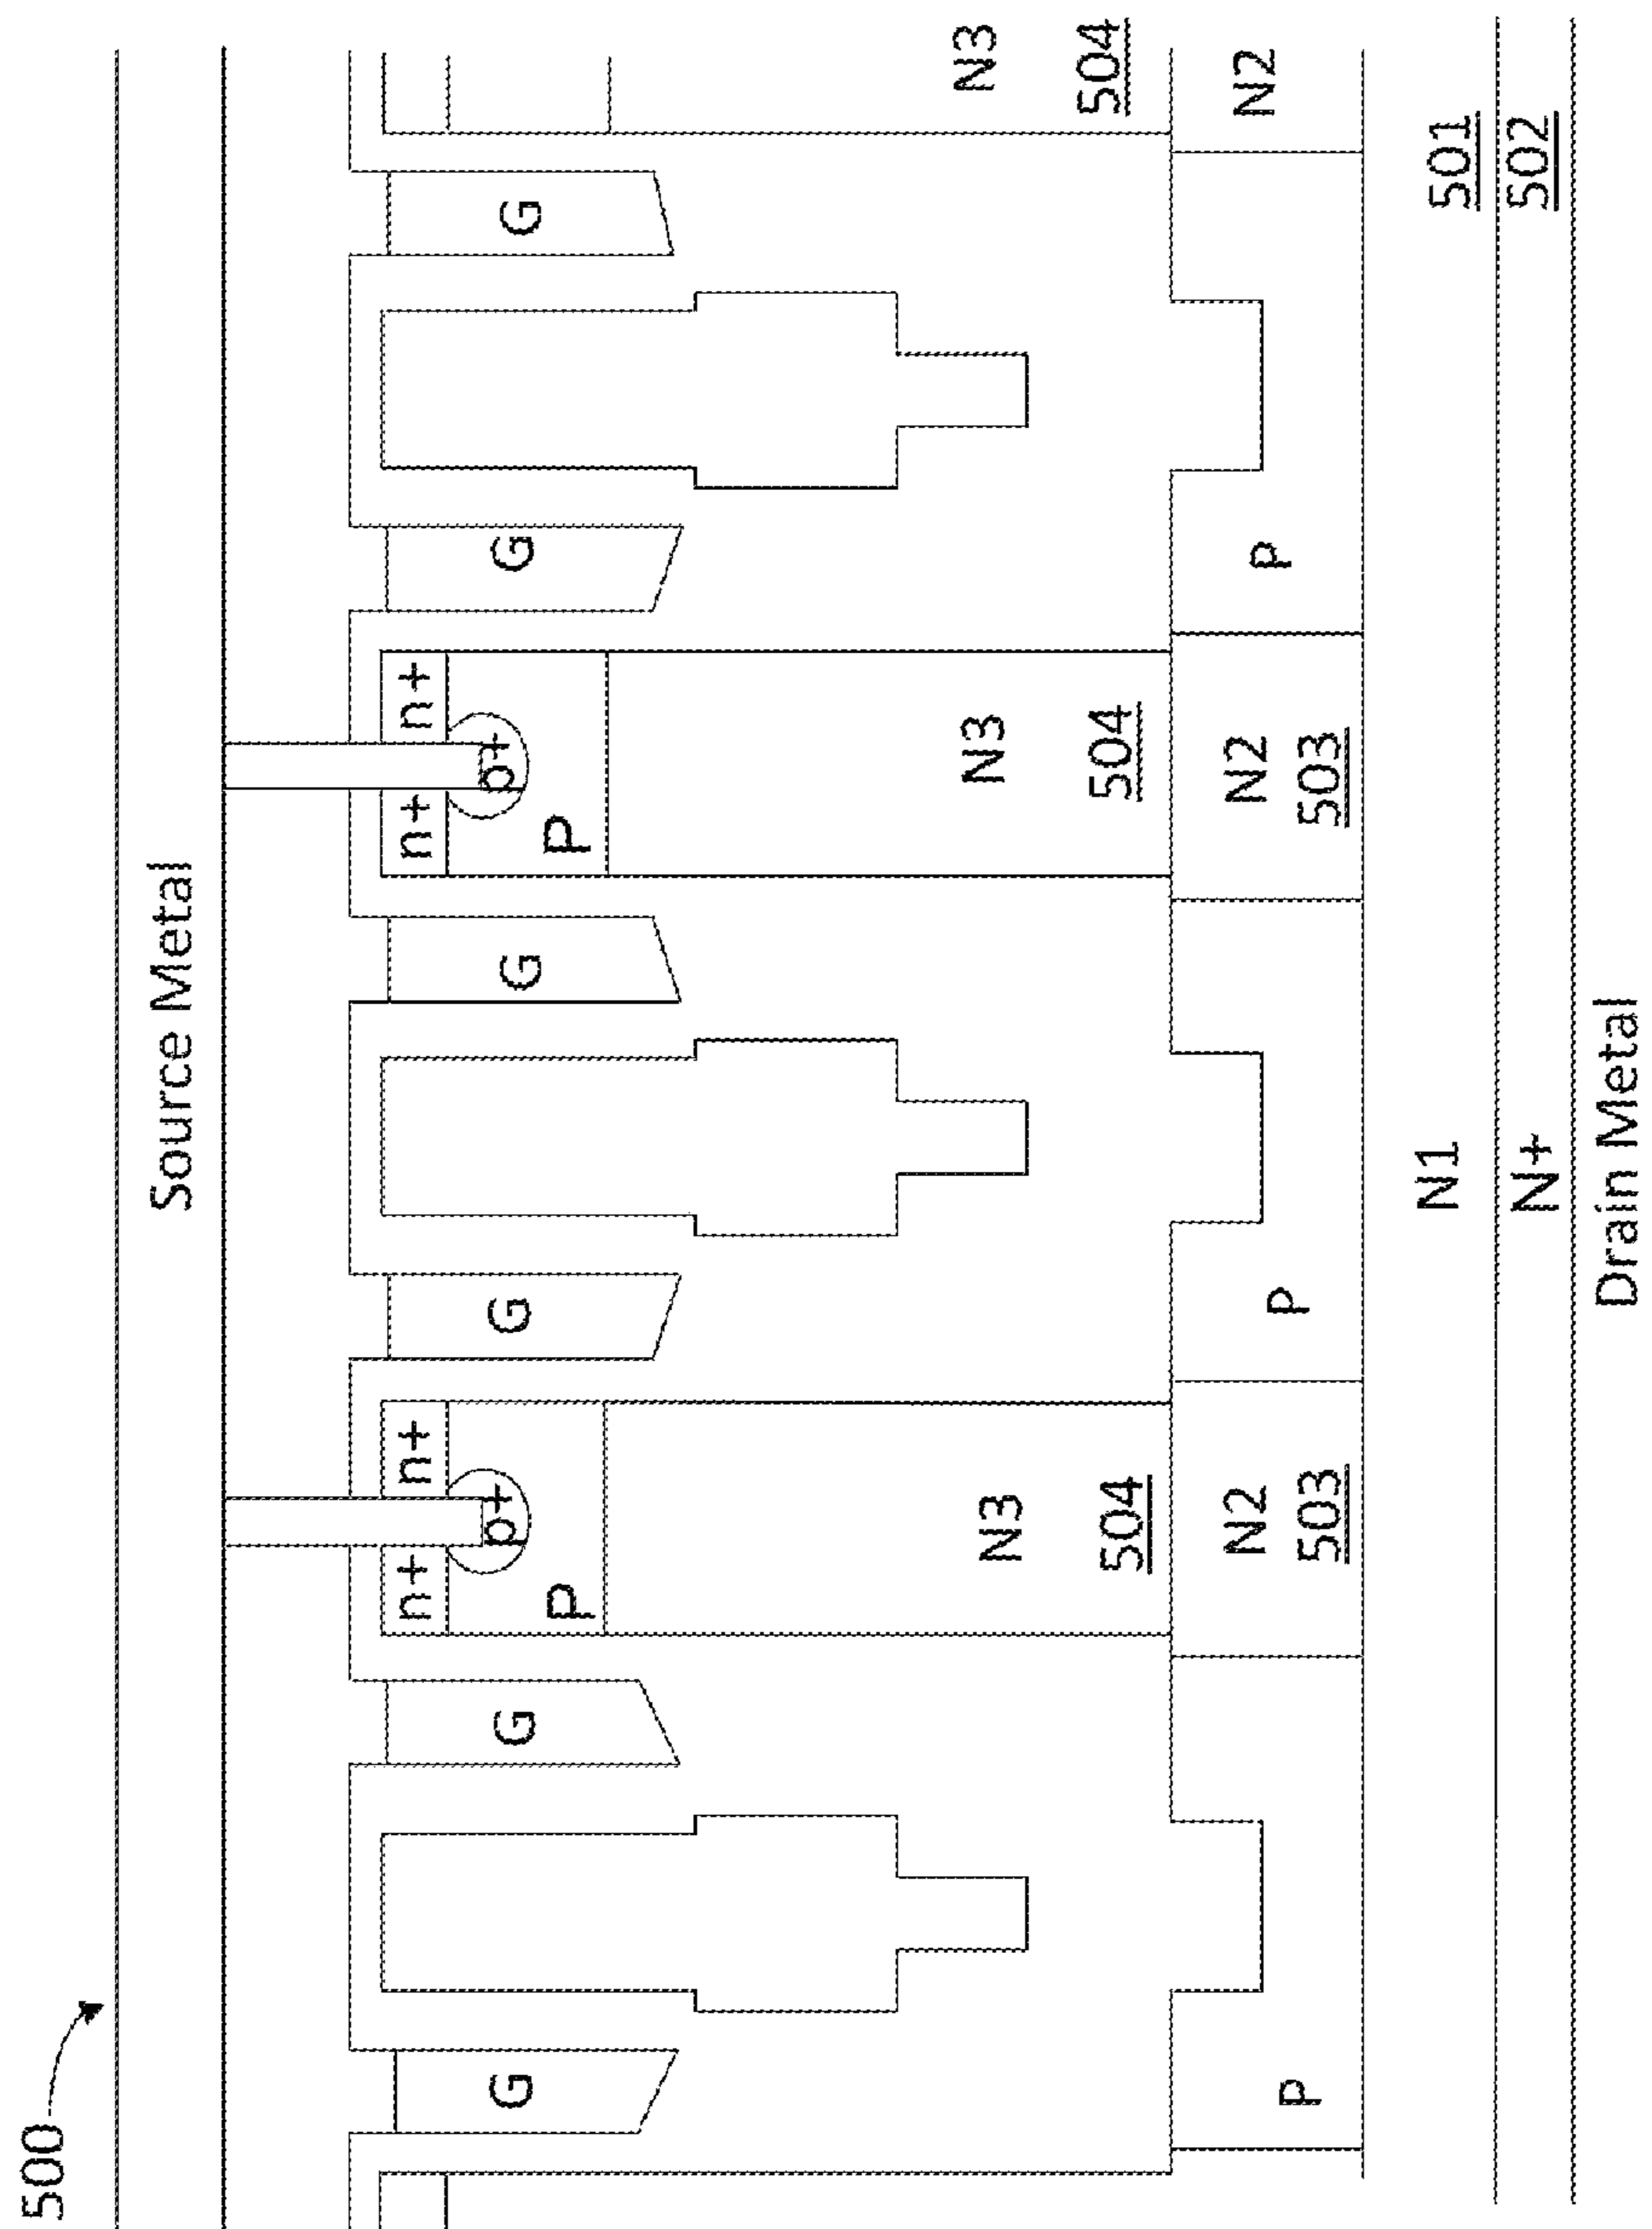 500
Source Metal
n+ n+ n+ n+
G G p+ G G p+ G G
P P
N3 N3 N3
504 504 504
N2 N2 N2
P P P
503 503
N1 501
N+ 502
Drain Metal